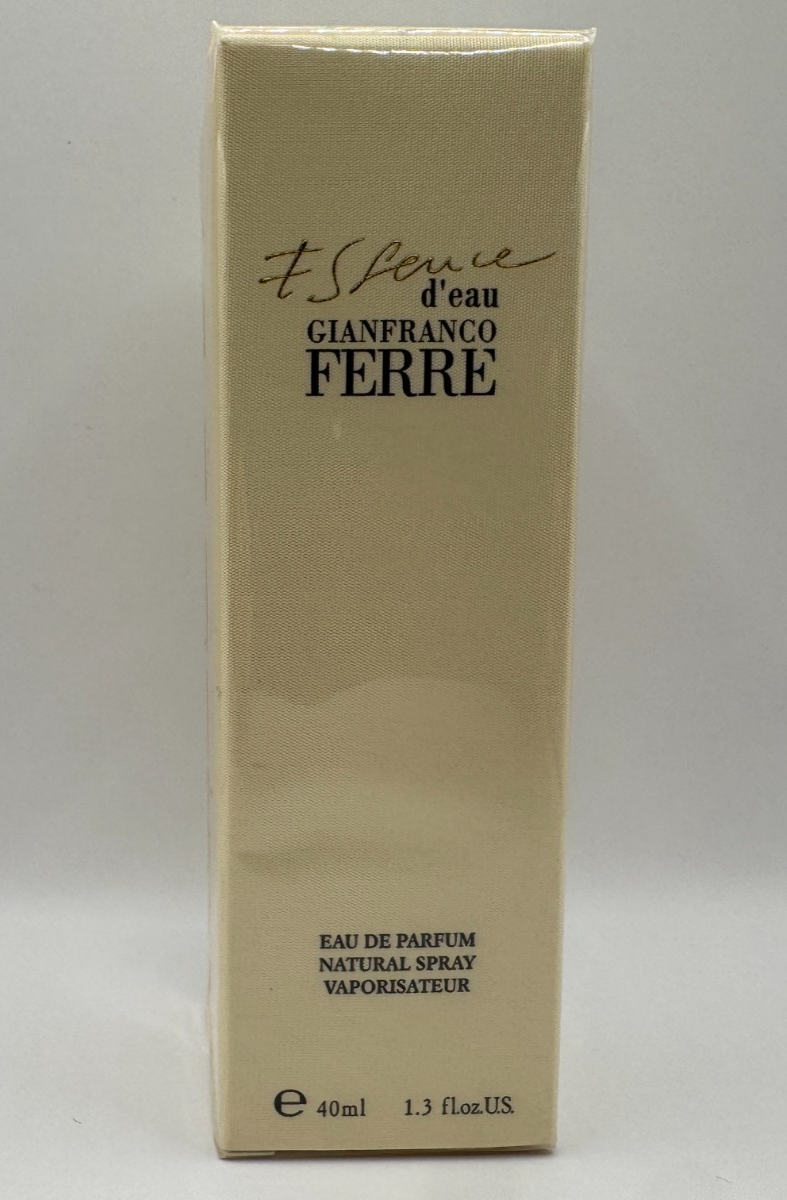 Essence
d'eau
GIANFRANCO
FERRE
EAU DE PARFUM
NATURAL SPRAY
VAPORISATEUR
℮ 40ml 1.3 fl.oz.U.S.